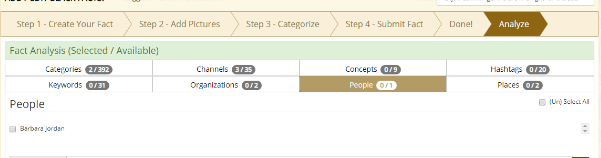 Step 1 - Create Your Fact Step 2 - Add Pictures Step 3 - Categorize Step 4 - Submit Fact Done! Analyze
Fact Analysis (Selected / Available)
Categories 2 / 392 Channels 3 / 35 Concepts 0 / 9 Hashtags 0 / 20
Keywords 0 / 31 Organizations 0 / 2 People 0 / 1 Places 0 / 2
People (Un) Select All
Barbara Jordan